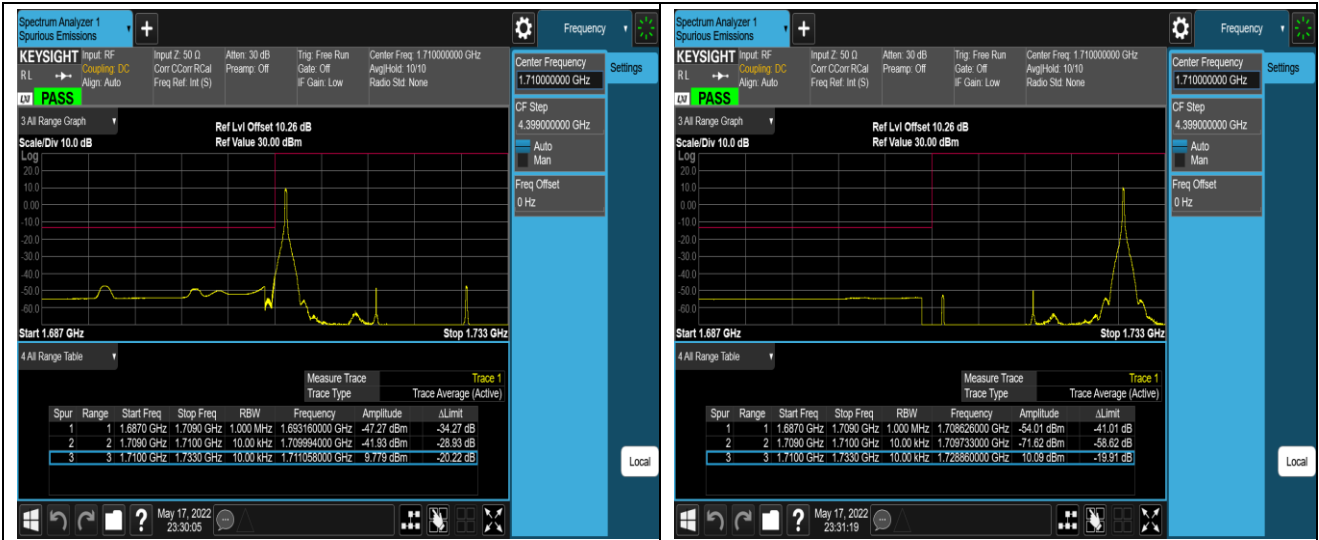 Spectrum Analyzer 1
Spurious Emissions
+
Frequency
KEYSIGHT
RL
LXI
PASS
Input: RF
Coupling: DC
Align: Auto
Input Z: 50 Ω
Corr CCorr RCal
Freq Ref: Int (S)
Atten: 30 dB
Preamp: Off
Trig: Free Run
Gate: Off
IF Gain: Low
Center Freq: 1.710000000 GHz
Avg|Hold: 10/10
Radio Std: None
Center Frequency
1.710000000 GHz
Settings
CF Step
4.399000000 GHz
Auto
Man
Freq Offset
0 Hz
3 All Range Graph
Ref Lvl Offset 10.26 dB
Scale/Div 10.0 dB
Ref Value 30.00 dBm
Log
20.0
10.0
0.00
-10.0
-20.0
-30.0
-40.0
-50.0
-60.0
Start 1.687 GHz
Stop 1.733 GHz
4 All Range Table
Measure Trace Trace 1
Trace Type Trace Average (Active)
Spur Range Start Freq Stop Freq RBW Frequency Amplitude ΔLimit
1 1 1.6870 GHz 1.7090 GHz 1.000 MHz 1.693160000 GHz -47.27 dBm -34.27 dB
2 2 1.7090 GHz 1.7100 GHz 10.00 kHz 1.709994000 GHz -41.93 dBm -28.93 dB
3 3 1.7100 GHz 1.7330 GHz 10.00 kHz 1.711058000 GHz 9.779 dBm -20.22 dB
Local
?
May 17, 2022
23:30:05
Spectrum Analyzer 1
Spurious Emissions
+
Frequency
KEYSIGHT
RL
LXI
PASS
Input: RF
Coupling: DC
Align: Auto
Input Z: 50 Ω
Corr CCorr RCal
Freq Ref: Int (S)
Atten: 30 dB
Preamp: Off
Trig: Free Run
Gate: Off
IF Gain: Low
Center Freq: 1.710000000 GHz
Avg|Hold: 10/10
Radio Std: None
Center Frequency
1.710000000 GHz
Settings
CF Step
4.399000000 GHz
Auto
Man
Freq Offset
0 Hz
3 All Range Graph
Ref Lvl Offset 10.26 dB
Scale/Div 10.0 dB
Ref Value 30.00 dBm
Log
20.0
10.0
0.00
-10.0
-20.0
-30.0
-40.0
-50.0
-60.0
Start 1.687 GHz
Stop 1.733 GHz
4 All Range Table
Measure Trace Trace 1
Trace Type Trace Average (Active)
Spur Range Start Freq Stop Freq RBW Frequency Amplitude ΔLimit
1 1 1.6870 GHz 1.7090 GHz 1.000 MHz 1.708626000 GHz -54.01 dBm -41.01 dB
2 2 1.7090 GHz 1.7100 GHz 10.00 kHz 1.709733000 GHz -71.62 dBm -58.62 dB
3 3 1.7100 GHz 1.7330 GHz 10.00 kHz 1.728860000 GHz 10.09 dBm -19.91 dB
Local
?
May 17, 2022
23:31:19